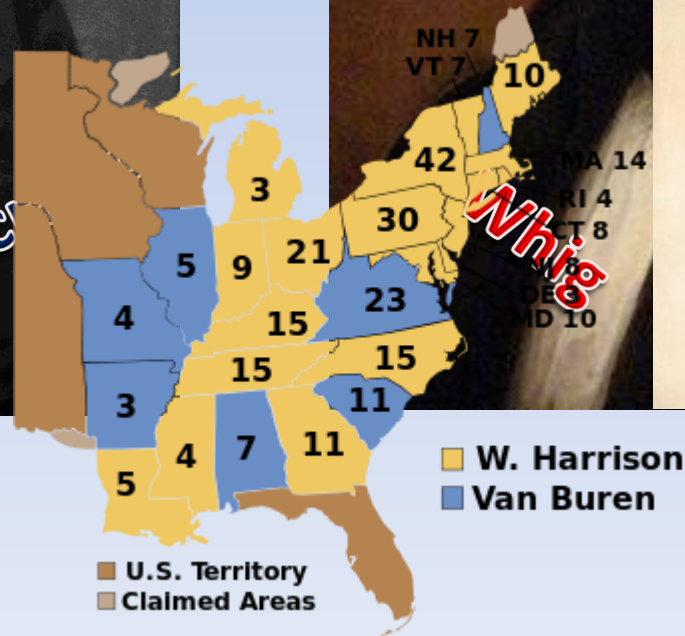 NH 7
VT 7
10
42
MA 14
3
RI 4
30
CT 8
Whig
21
5
9
8
23
DE 3
MD 10
4
15
15
15
3
11
4
7
11
5
W. Harrison
Van Buren
U.S. Territory
Claimed Areas